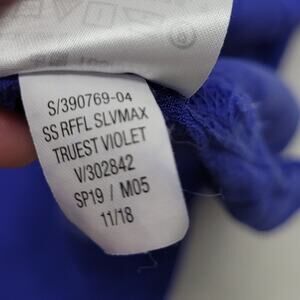 S/390769-04
SS RFFL SLVMAX
TRUEST VIOLET
V/302842
SP19 / M05
11/18